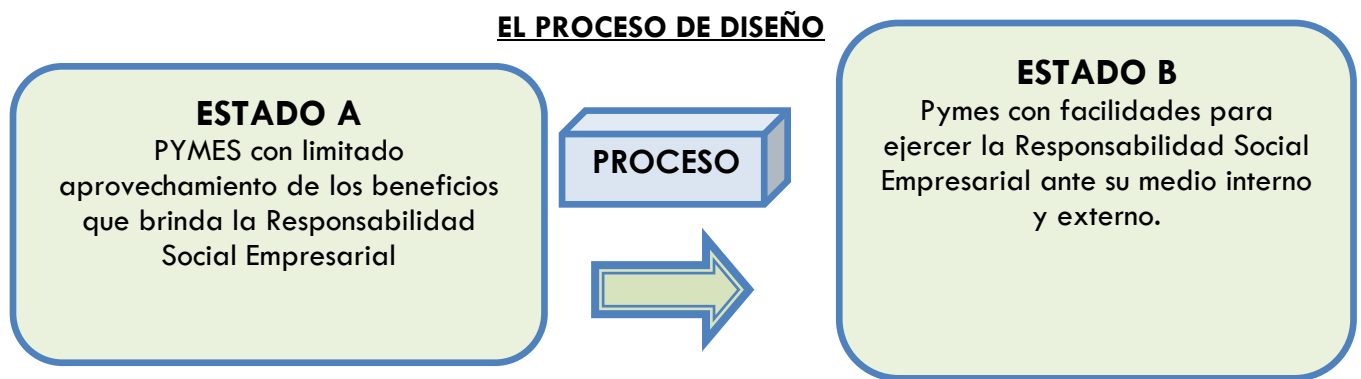 EL PROCESO DE DISEÑO
ESTADO A
PYMES con limitado
aprovechamiento de los beneficios
que brinda la Responsabilidad
Social Empresarial
PROCESO
ESTADO B
Pymes con facilidades para
ejercer la Responsabilidad Social
Empresarial ante su medio interno
y externo.